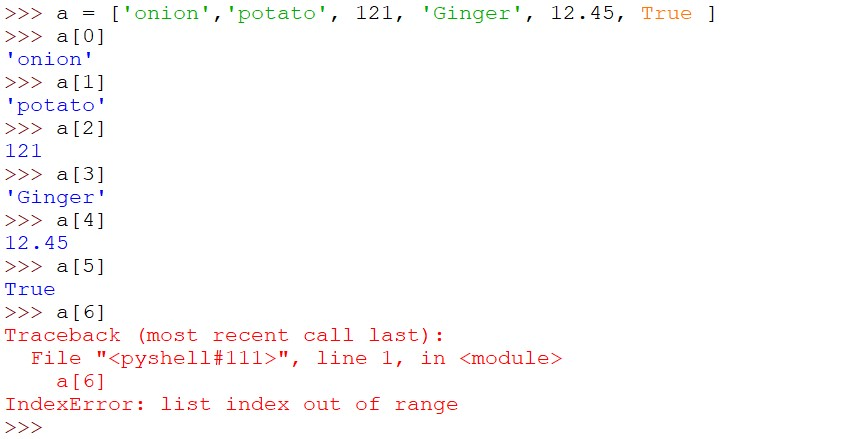 >>> a = ['onion','potato', 121, 'Ginger', 12.45, True ]
>>> a[0]
'onion'
>>> a[1]
'potato'
>>> a[2]
121
>>> a[3]
'Ginger'
>>> a[4]
12.45
>>> a[5]
True
>>> a[6]
Traceback (most recent call last):
  File "<pyshell#111>", line 1, in <module>
    a[6]
IndexError: list index out of range
>>>